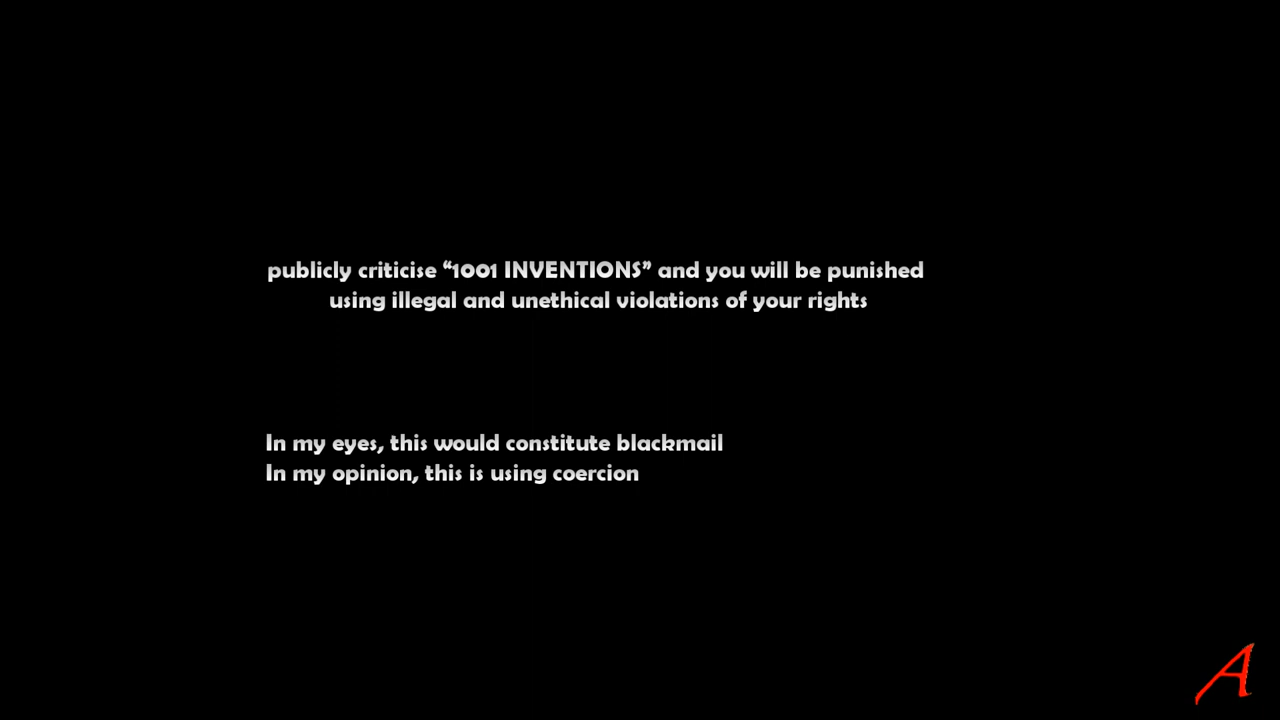 publicly criticise “1001 INVENTIONS” and you will be punished
using illegal and unethical violations of your rights
In my eyes, this would constitute blackmail
In my opinion, this is using coercion
A